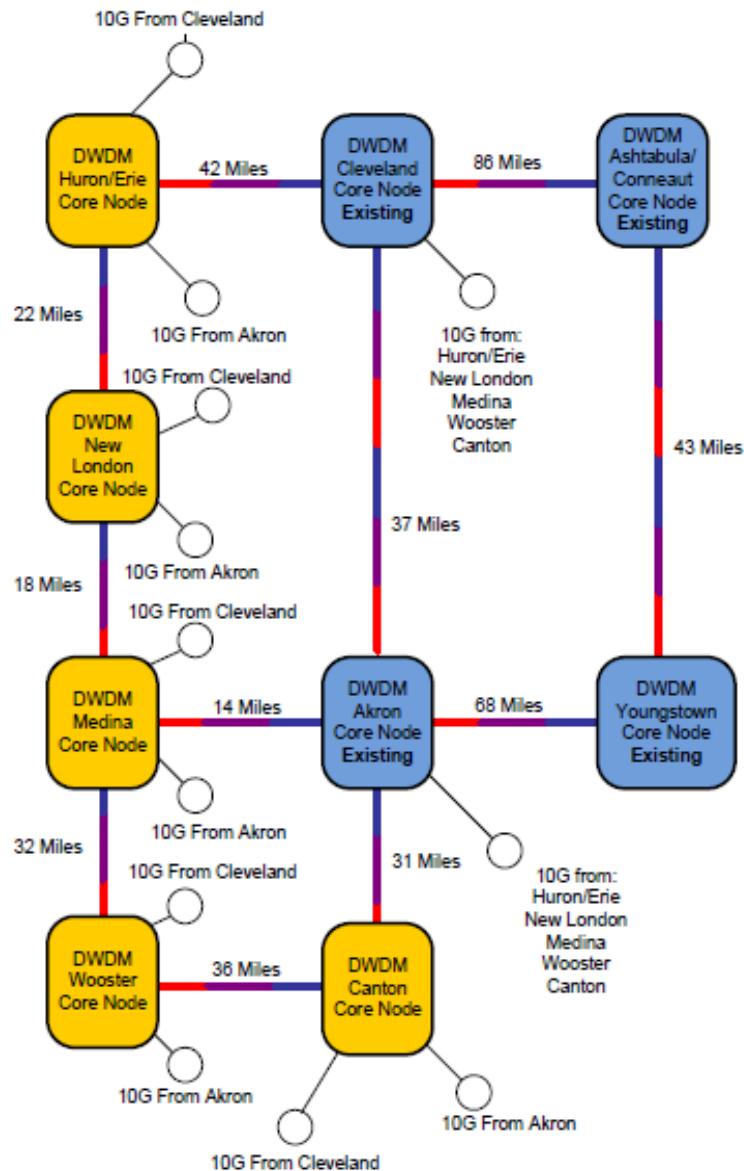 10G From Cleveland
DWDM
Huron/Erie
Core Node
42 Miles
DWDM
Cleveland
Core Node
Existing
86 Miles
DWDM
Ashtabula/
Conneaut
Core Node
Existing
22 Miles
10G From Akron
10G From Cleveland
10G from:
Huron/Erie
New London
Medina
Wooster
Canton
DWDM
New
London
Core Node
43 Miles
37 Miles
10G From Akron
18 Miles
10G From Cleveland
DWDM
Medina
Core Node
14 Miles
DWDM
Akron
Core Node
Existing
68 Miles
DWDM
Youngstown
Core Node
Existing
10G From Akron
32 Miles
31 Miles
10G From Cleveland
10G from:
Huron/Erie
New London
Medina
Wooster
Canton
DWDM
Wooster
Core Node
36 Miles
DWDM
Canton
Core Node
10G From Akron
10G From Akron
10G From Cleveland